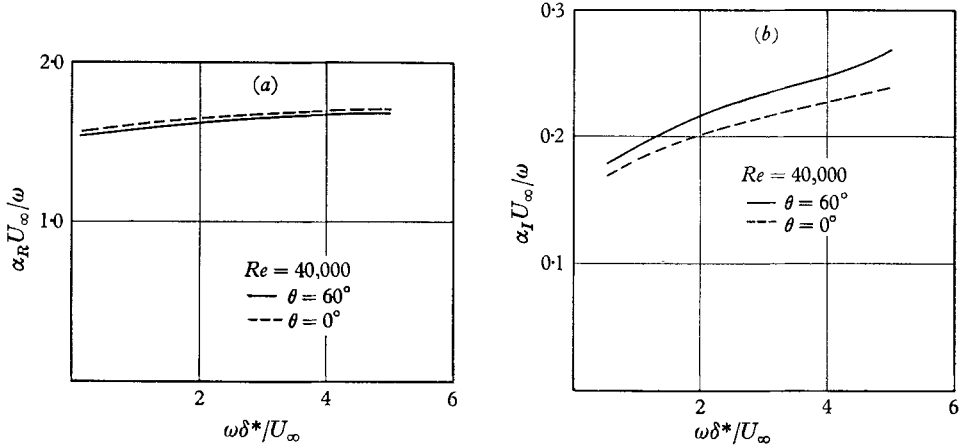 (a)
2·0
1·0
α_R U_∞/ω
Re = 40,000
θ = 60°
θ = 0°
2
4
6
ωδ*/U_∞
(b)
0·3
0·2
0·1
α_I U_∞/ω
Re = 40,000
θ = 60°
θ = 0°
0
2
4
6
ωδ*/U_∞